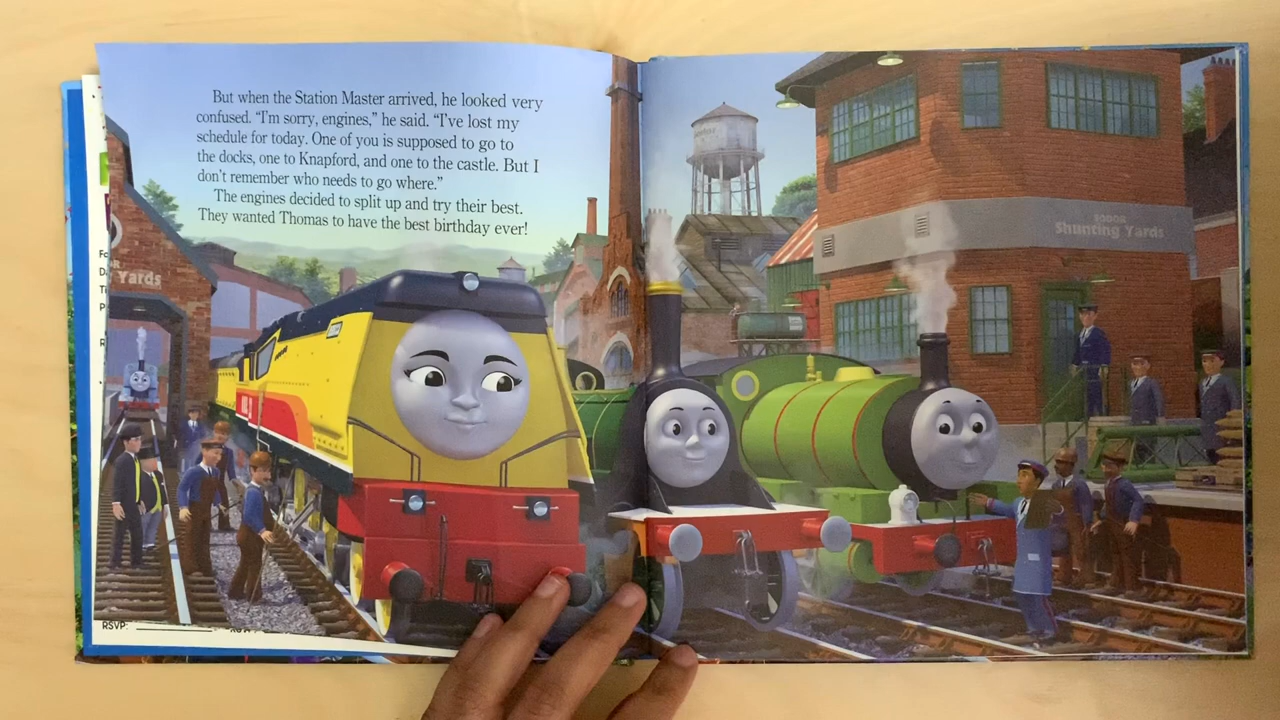 But when the Station Master arrived, he looked very
confused. “I’m sorry, engines,” he said. “I’ve lost my
schedule for today. One of you is supposed to go to
the docks, one to Knapford, and one to the castle. But I
don’t remember who needs to go where.”
The engines decided to split up and try their best.
They wanted Thomas to have the best birthday ever!
Yards
SODOR
Shunting Yards
RSVP: